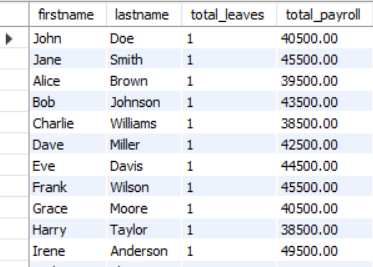 firstname lastname total_leaves total_payroll
John Doe 1 40500.00
Jane Smith 1 45500.00
Alice Brown 1 39500.00
Bob Johnson 1 43500.00
Charlie Williams 1 38500.00
Dave Miller 1 42500.00
Eve Davis 1 44500.00
Frank Wilson 1 45500.00
Grace Moore 1 40500.00
Harry Taylor 1 38500.00
Irene Anderson 1 49500.00